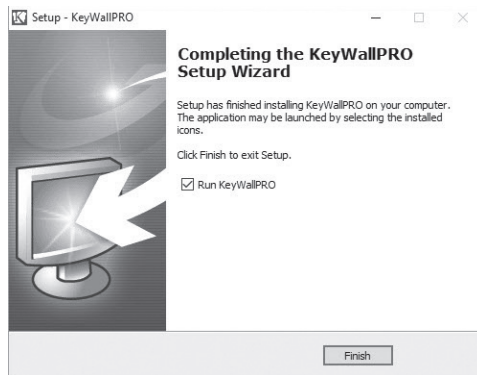 Setup - KeyWallPRO
Completing the KeyWallPRO
Setup Wizard
Setup has finished installing KeyWallPRO on your computer.
The application may be launched by selecting the installed
icons.
Click Finish to exit Setup.
Run KeyWallPRO
Finish